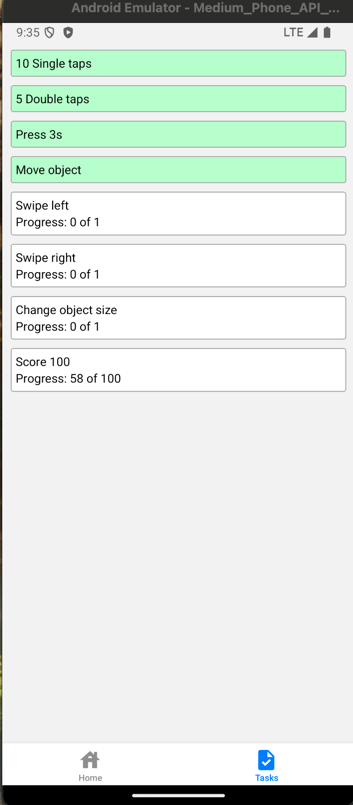 Android Emulator - Medium_Phone_API_...
9:35
LTE
10 Single taps
5 Double taps
Press 3s
Move object
Swipe left
Progress: 0 of 1
Swipe right
Progress: 0 of 1
Change object size
Progress: 0 of 1
Score 100
Progress: 58 of 100
Home
Tasks